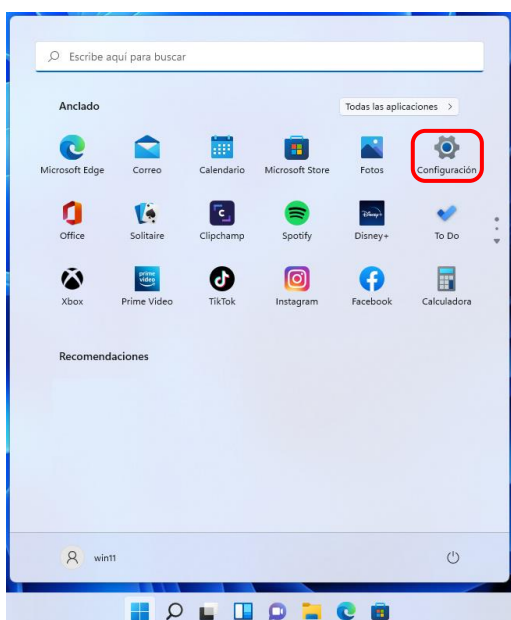 Escribe aquí para buscar
Anclado
Todas las aplicaciones >
Microsoft Edge Correo Calendario Microsoft Store Fotos Configuración
Office Solitaire Clipchamp Spotify Disney+ To Do
Xbox Prime Video TikTok Instagram Facebook Calculadora
Recomendaciones
win11